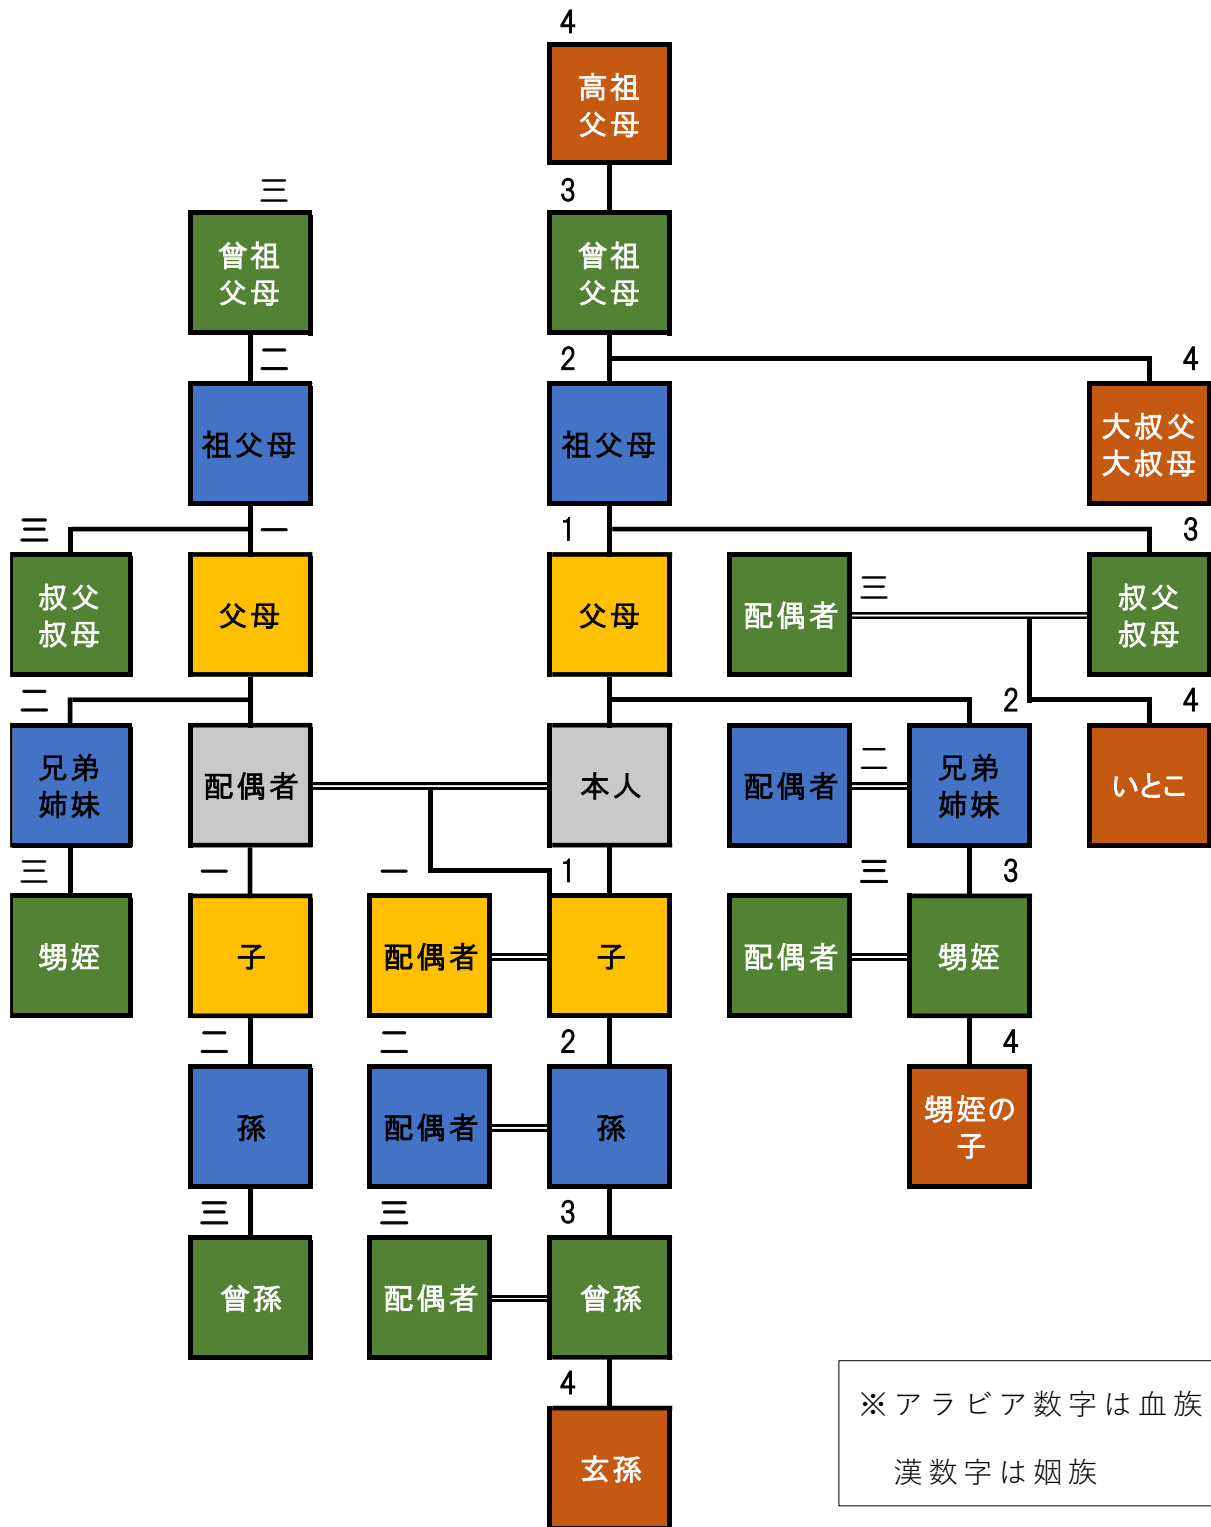 4
高祖
父母
三
3
曾祖
父母
曾祖
父母
二
2
4
祖父母
祖父母
大叔父
大叔母
三
一
1
3
叔父
叔母
父母
父母
配偶者
三
叔父
叔母
二
2
4
兄弟
姉妹
配偶者
本人
配偶者
二
兄弟
姉妹
いとこ
三
一
一
1
三
3
甥姪
子
配偶者
子
配偶者
甥姪
二
二
2
4
孫
配偶者
孫
甥姪の
子
三
三
3
曾孫
配偶者
曾孫
4
玄孫
※アラビア数字は血族
漢数字は姻族